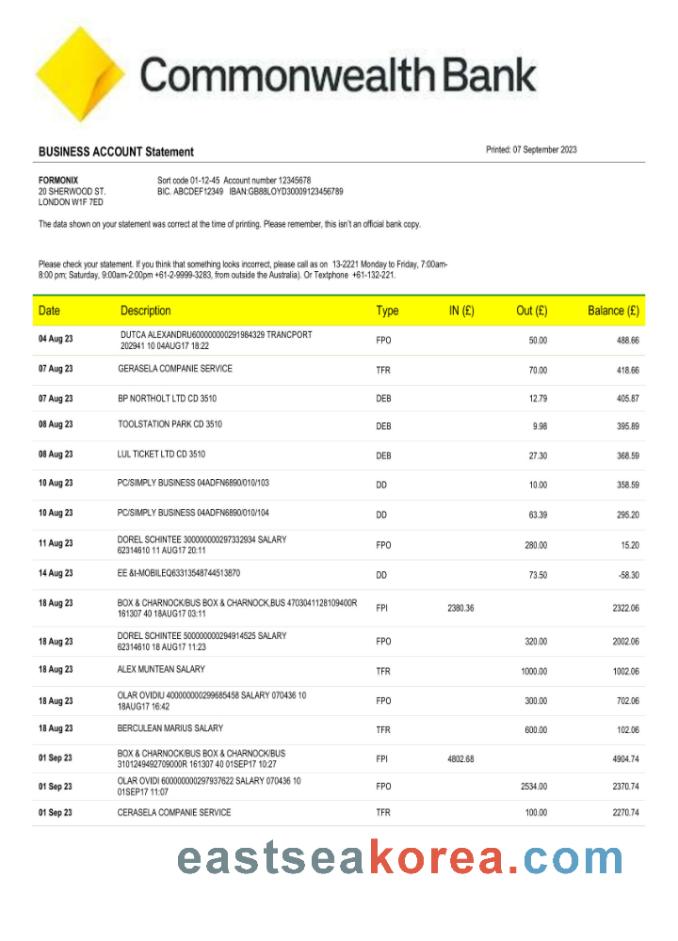 CommonwealthBank
BUSINESS ACCOUNT Statement
Printed: 07 September 2023
FORMONIX
Sort code 01-12-45 Account number 12345678
20 SHERWOOD ST.
BIC. ABCDEF12349 IBAN:GB88LOYD30009123456789
LONDON W1F 7ED
The data shown on your statement was correct at the time of printing. Please remember, this isn't an official bank copy.
Please check your statement. If you think that something looks incorrect, please call as on 13-2221 Monday to Friday, 7:00am-
8:00 pm; Saturday, 9:00am-2:00pm +61-2-9999-3283, from outside the Australia). Or Textphone +61-132-221.
Date Description Type IN (£) Out (£) Balance (£)
04 Aug 23 DUTCA ALEXANDRU600000000291984329 TRANCPORT
202941 10 04AUG17 18:22 FPO 50.00 488.66
07 Aug 23 GERASELA COMPANIE SERVICE TFR 70.00 418.66
07 Aug 23 BP NORTHOLT LTD CD 3510 DEB 12.79 405.87
08 Aug 23 TOOLSTATION PARK CD 3510 DEB 9.98 395.89
08 Aug 23 LUL TICKET LTD CD 3510 DEB 27.30 368.59
10 Aug 23 PC/SIMPLY BUSINESS 04ADFN6890/010/103 DD 10.00 358.59
10 Aug 23 PC/SIMPLY BUSINESS 04ADFN6890/010/104 DD 63.39 295.20
11 Aug 23 DOREL SCHINTEE 300000000297332934 SALARY
62314610 11 AUG17 20:11 FPO 280.00 15.20
14 Aug 23 EE &t-MOBILEQ63313548744513870 DD 73.50 -58.30
18 Aug 23 BOX & CHARNOCK/BUS BOX & CHARNOCK,BUS 4703041128109400R
161307 40 18AUG17 03:11 FPI 2380.36 2322.06
18 Aug 23 DOREL SCHINTEE 500000000294914525 SALARY
62314610 18 AUG17 11:23 FPO 320.00 2002.06
18 Aug 23 ALEX MUNTEAN SALARY TFR 1000.00 1002.06
18 Aug 23 OLAR OVIDIU 400000000299685458 SALARY 070436 10
18AUG17 16:42 FPO 300.00 702.06
18 Aug 23 BERCULEAN MARIUS SALARY TFR 600.00 102.06
01 Sep 23 BOX & CHARNOCK/BUS BOX & CHARNOCK/BUS
3101249492709000R 161307 40 01SEP17 10:27 FPI 4802.68 4904.74
01 Sep 23 OLAR OVIDI 600000000297937622 SALARY 070436 10
01SEP17 11:07 FPO 2534.00 2370.74
01 Sep 23 CERASELA COMPANIE SERVICE TFR 100.00 2270.74
eastseakorea.com